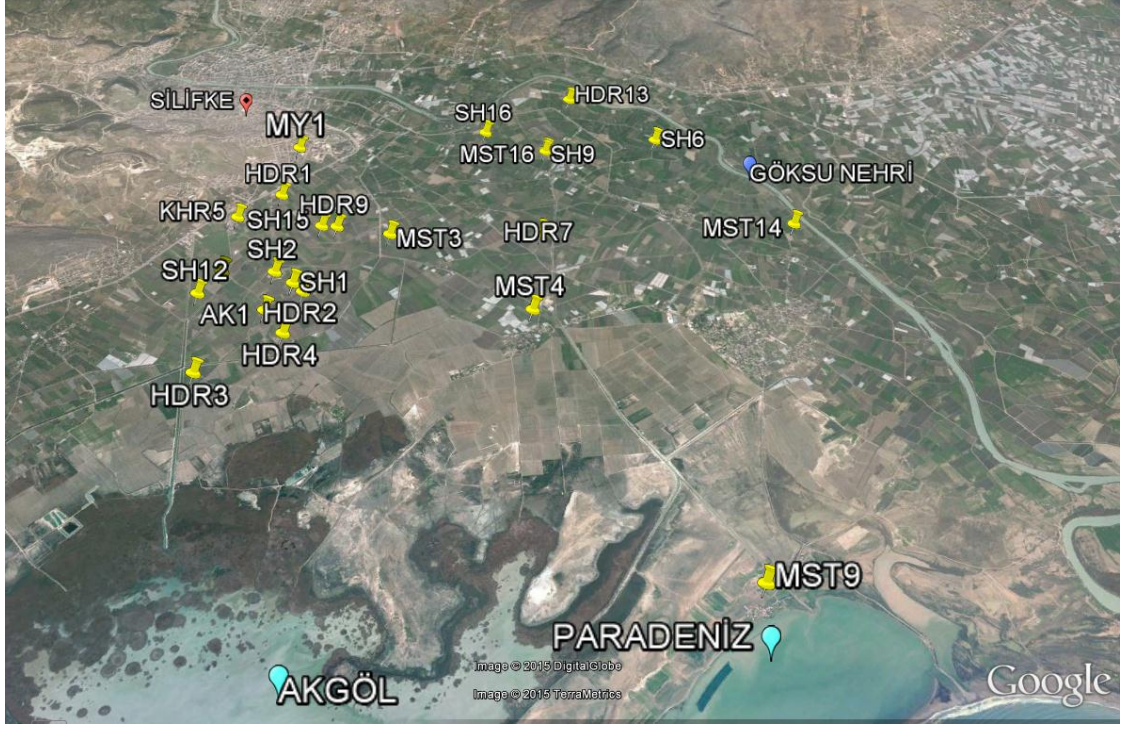 SİLİFKE
HDR13
SH16
MY1
SH6
MST16
SH9
HDR1
GÖKSU NEHRİ
KHR5
SH15
HDR9
MST3
HDR7
MST14
SH2
SH12
SH1
MST4
AK1
HDR2
HDR4
HDR3
MST9
PARADENİZ
AKGÖL
Image © 2015 DigitalGlobe
Image © 2015 TerraMetrics
Google